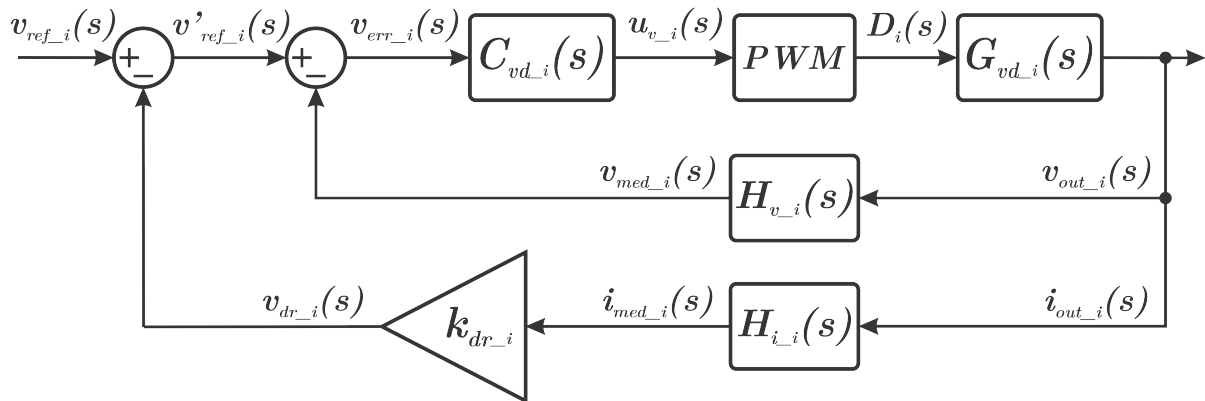 v_ref_i(s) v'_ref_i(s) v_err_i(s) C_vd_i(s) u_v_i(s) PWM D_i(s) G_vd_i(s)
+ − + −
v_med_i(s) H_v_i(s) v_out_i(s)
v_dr_i(s) k_dr_i i_med_i(s) H_i_i(s) i_out_i(s)